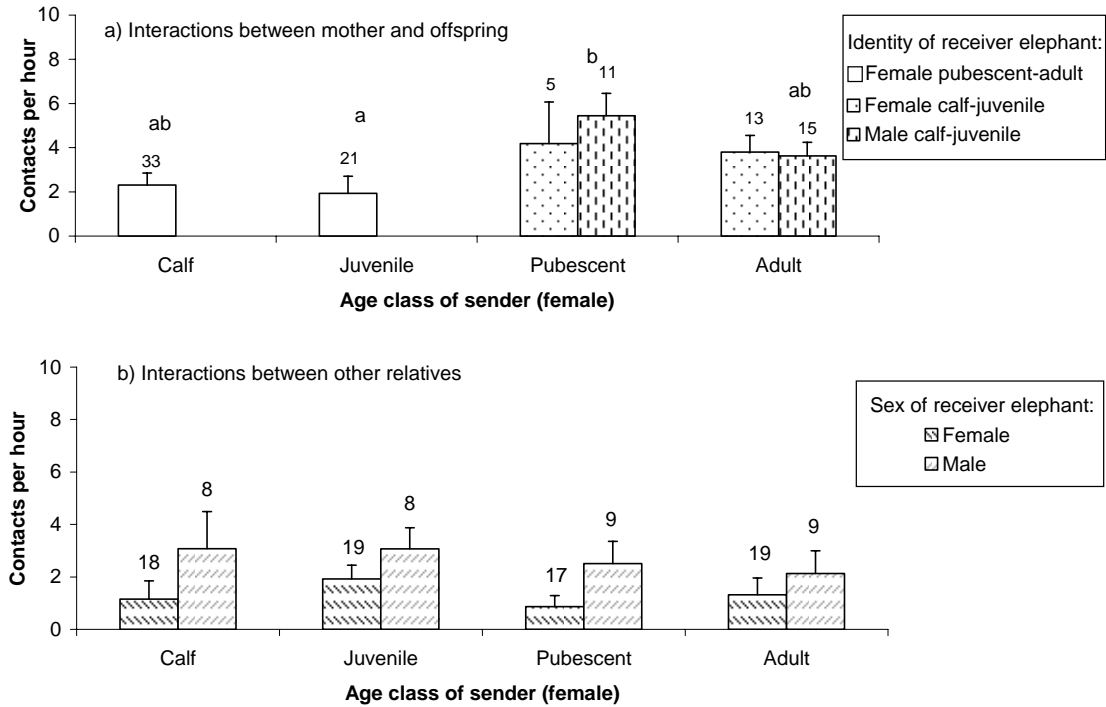 a) Interactions between mother and offspring
10
8
6
4
2
0
Contacts per hour
ab
33
a
21
b
5
11
ab
13
15
Calf
Juvenile
Pubescent
Adult
Age class of sender (female)
Identity of receiver elephant:
Female pubescent-adult
Female calf-juvenile
Male calf-juvenile
b) Interactions between other relatives
10
8
6
4
2
0
Contacts per hour
18
8
19
8
17
9
19
9
Calf
Juvenile
Pubescent
Adult
Age class of sender (female)
Sex of receiver elephant:
Female
Male